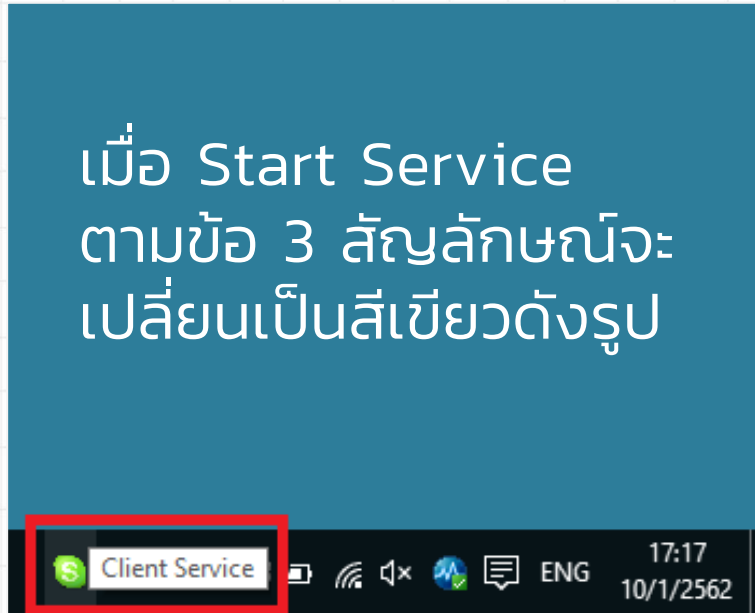 เมื่อ Start Service
ตามข้อ 3 สัญลักษณ์จะ
เปลี่ยนเป็นสีเขียวดังรูป
S Client Service ENG 17:17
10/1/2562